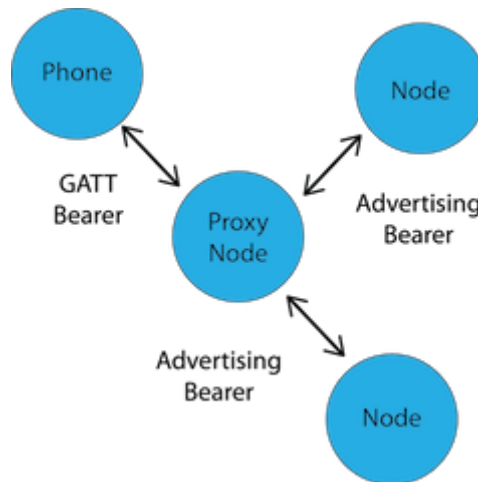 Phone
Node
GATT
Bearer
Advertising
Bearer
Proxy
Node
Advertising
Bearer
Node